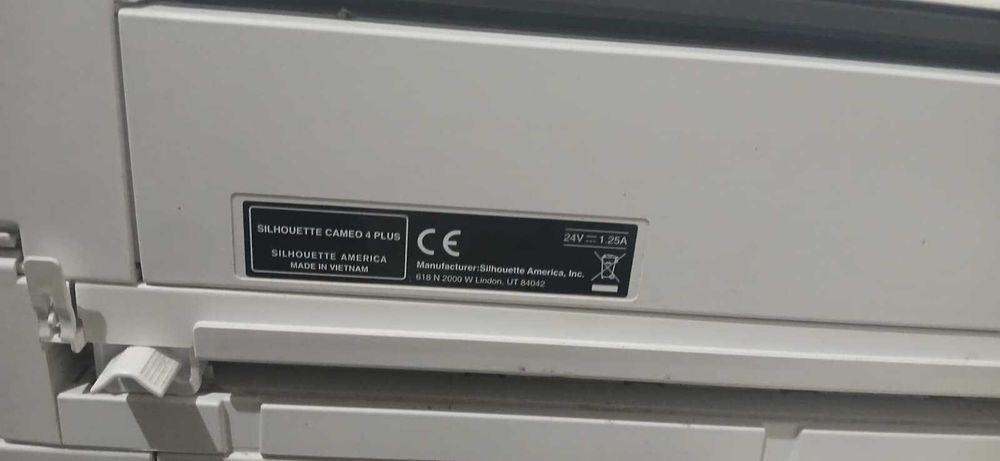 SILHOUETTE CAMEO 4 PLUS
SILHOUETTE AMERICA
MADE IN VIETNAM
CE
Manufacturer:Silhouette America, Inc.
618 N 2000 W Lindon, UT 84042
24V ⎓ 1.25A